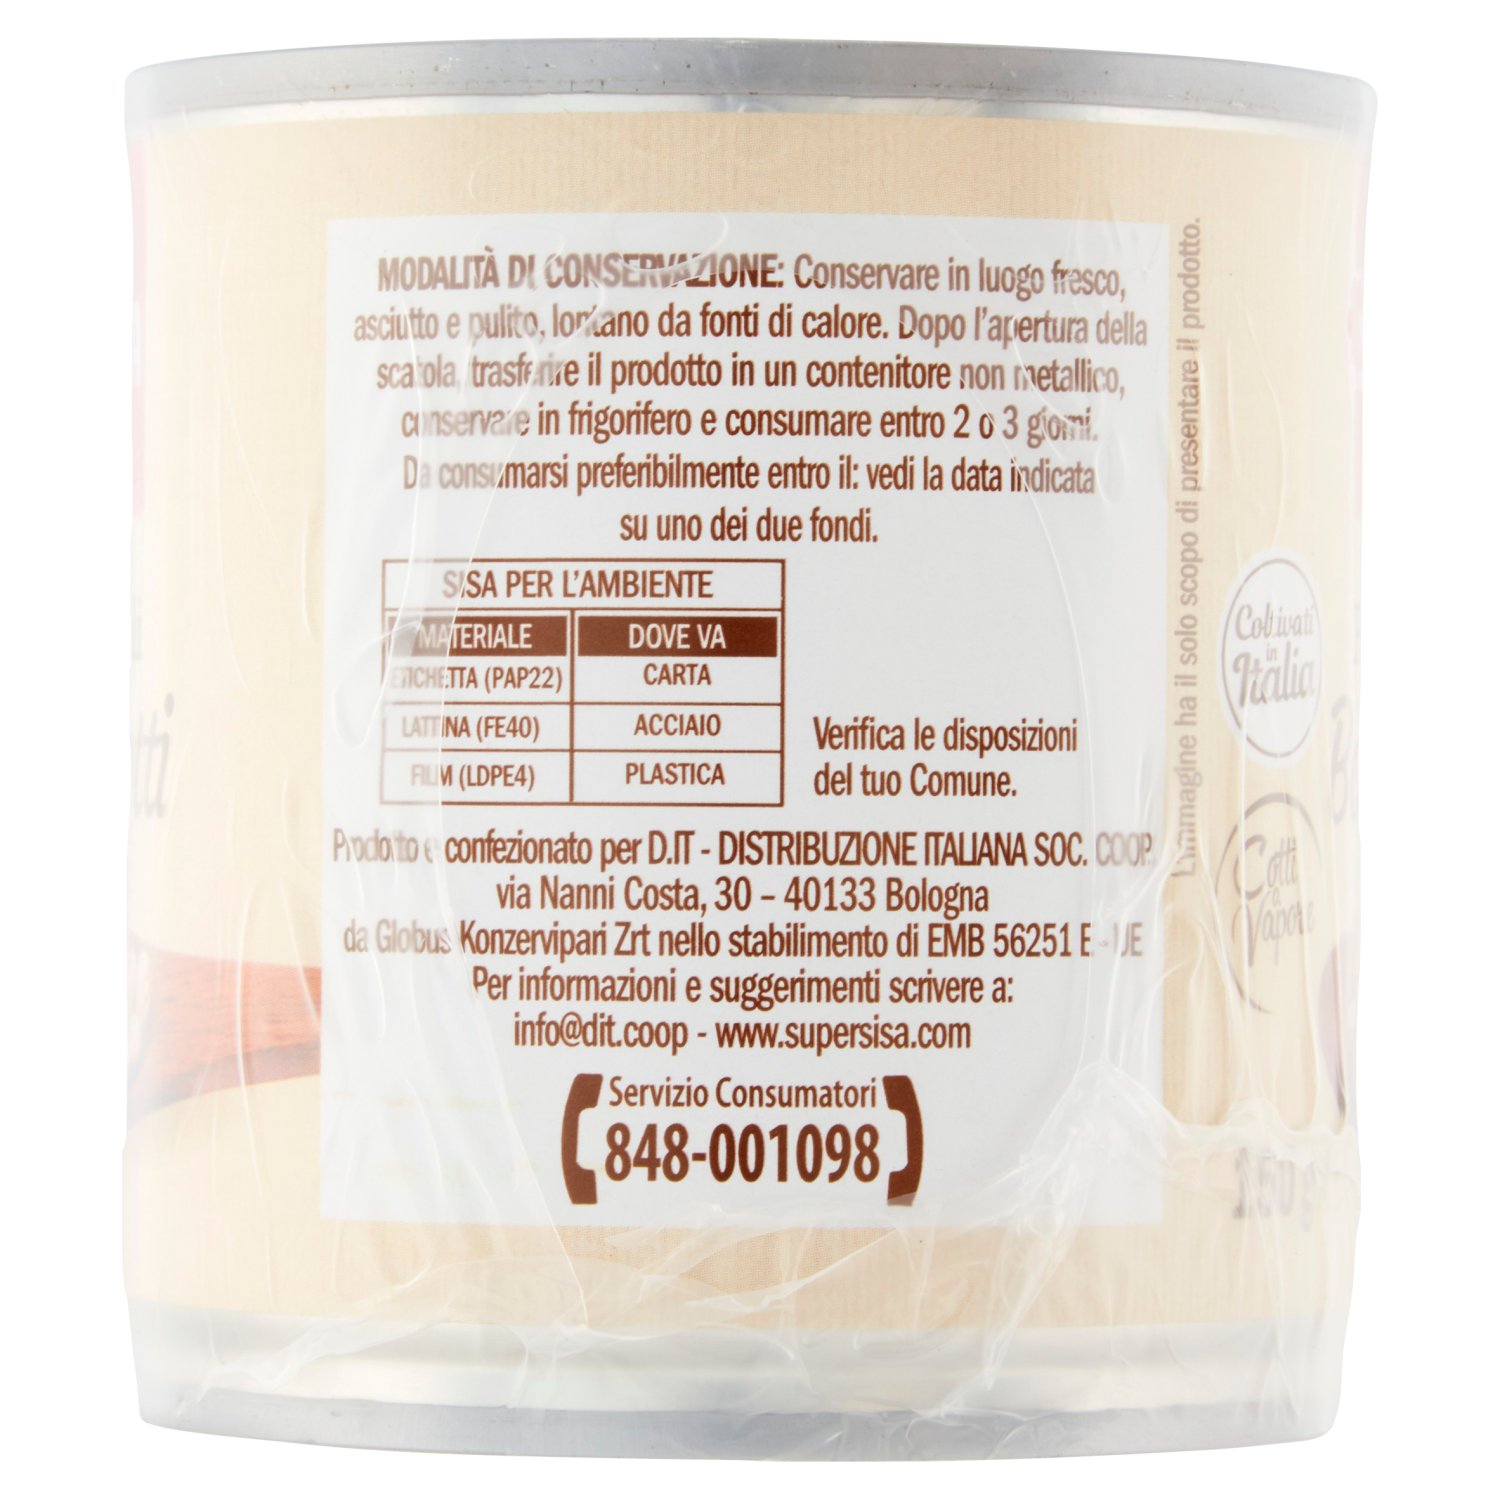 MODALITÀ DI CONSERVAZIONE: Conservare in luogo fresco,
asciutto e pulito, lontano da fonti di calore. Dopo l'apertura della
scatola, trasferire il prodotto in un contenitore non metallico,
conservare in frigorifero e consumare entro 2 o 3 giorni.
Da consumarsi preferibilmente entro il: vedi la data indicata
su uno dei due fondi.
SISA PER L'AMBIENTE
MATERIALE DOVE VA
ETICHETTA (PAP22) CARTA
LATTINA (FE40) ACCIAIO
FILM (LDPE4) PLASTICA
Verifica le disposizioni
del tuo Comune.
Prodotto e confezionato per D.IT - DISTRIBUZIONE ITALIANA SOC. COOP.
via Nanni Costa, 30 – 40133 Bologna
da Globus Konzervipari Zrt nello stabilimento di EMB 56251 E - UE
Per informazioni e suggerimenti scrivere a:
info@dit.coop - www.supersisa.com
Servizio Consumatori
848-001098
L'immagine ha il solo scopo di presentare il prodotto.
Coltivati
in
Italia
Cotti
a
Vapore
150 g
tti